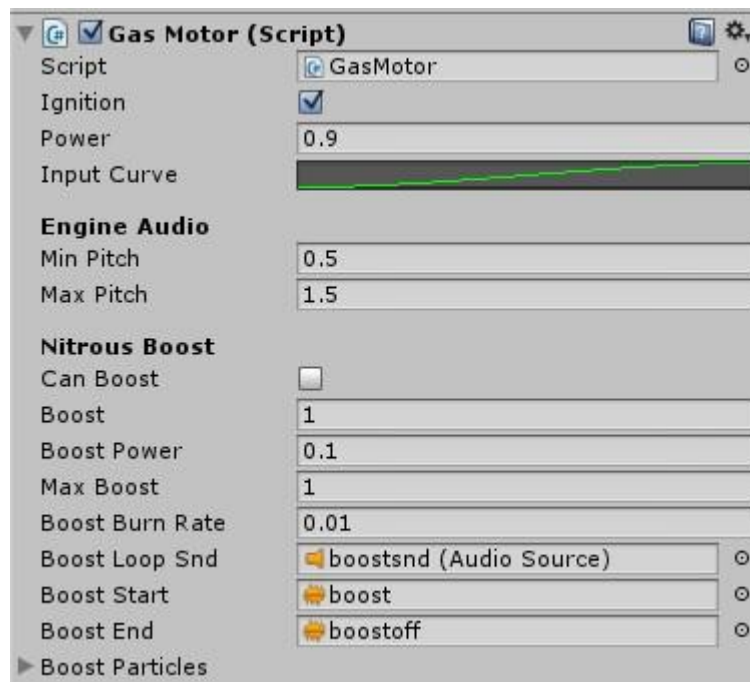 Gas Motor (Script)
Script GasMotor
Ignition
Power 0.9
Input Curve
Engine Audio
Min Pitch 0.5
Max Pitch 1.5
Nitrous Boost
Can Boost
Boost 1
Boost Power 0.1
Max Boost 1
Boost Burn Rate 0.01
Boost Loop Snd boostsnd (Audio Source)
Boost Start boost
Boost End boostoff
Boost Particles